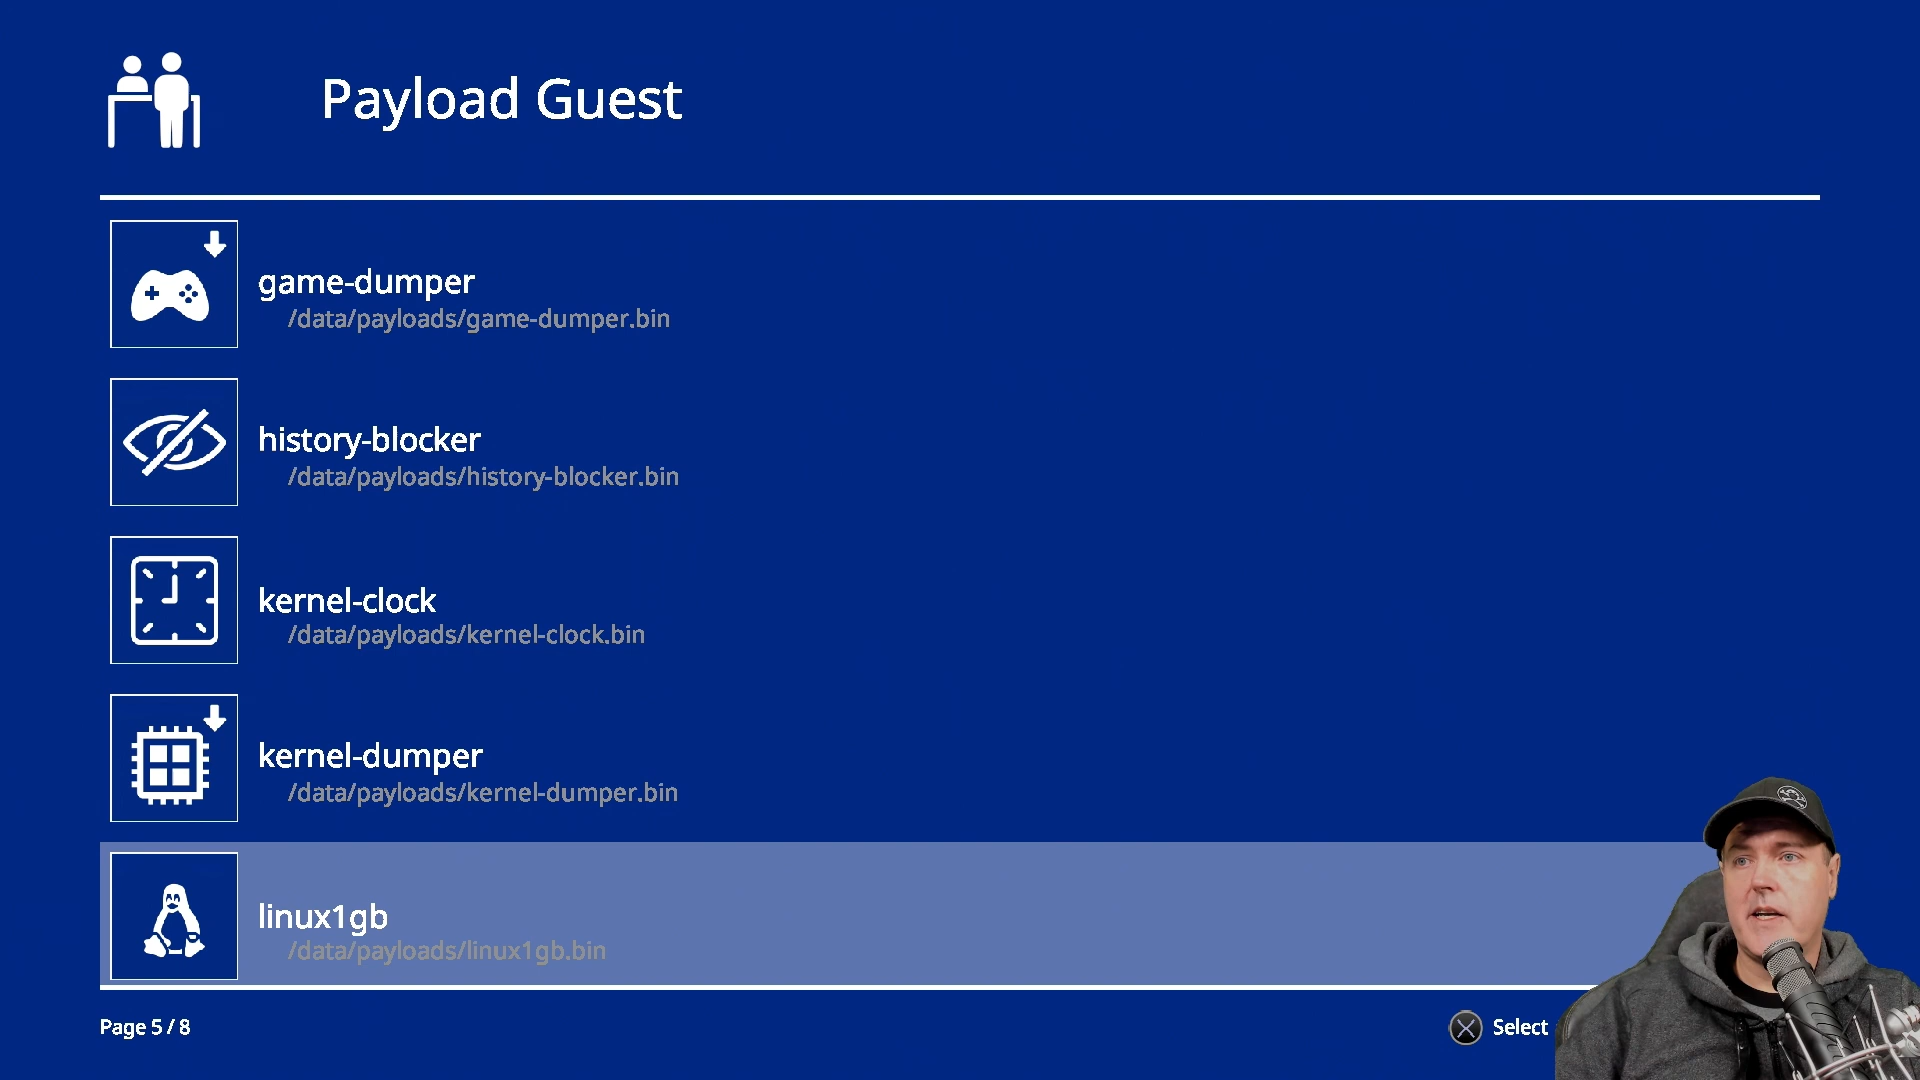 Payload Guest
game-dumper
/data/payloads/game-dumper.bin
history-blocker
/data/payloads/history-blocker.bin
kernel-clock
/data/payloads/kernel-clock.bin
kernel-dumper
/data/payloads/kernel-dumper.bin
linux1gb
/data/payloads/linux1gb.bin
Page 5 / 8
Select